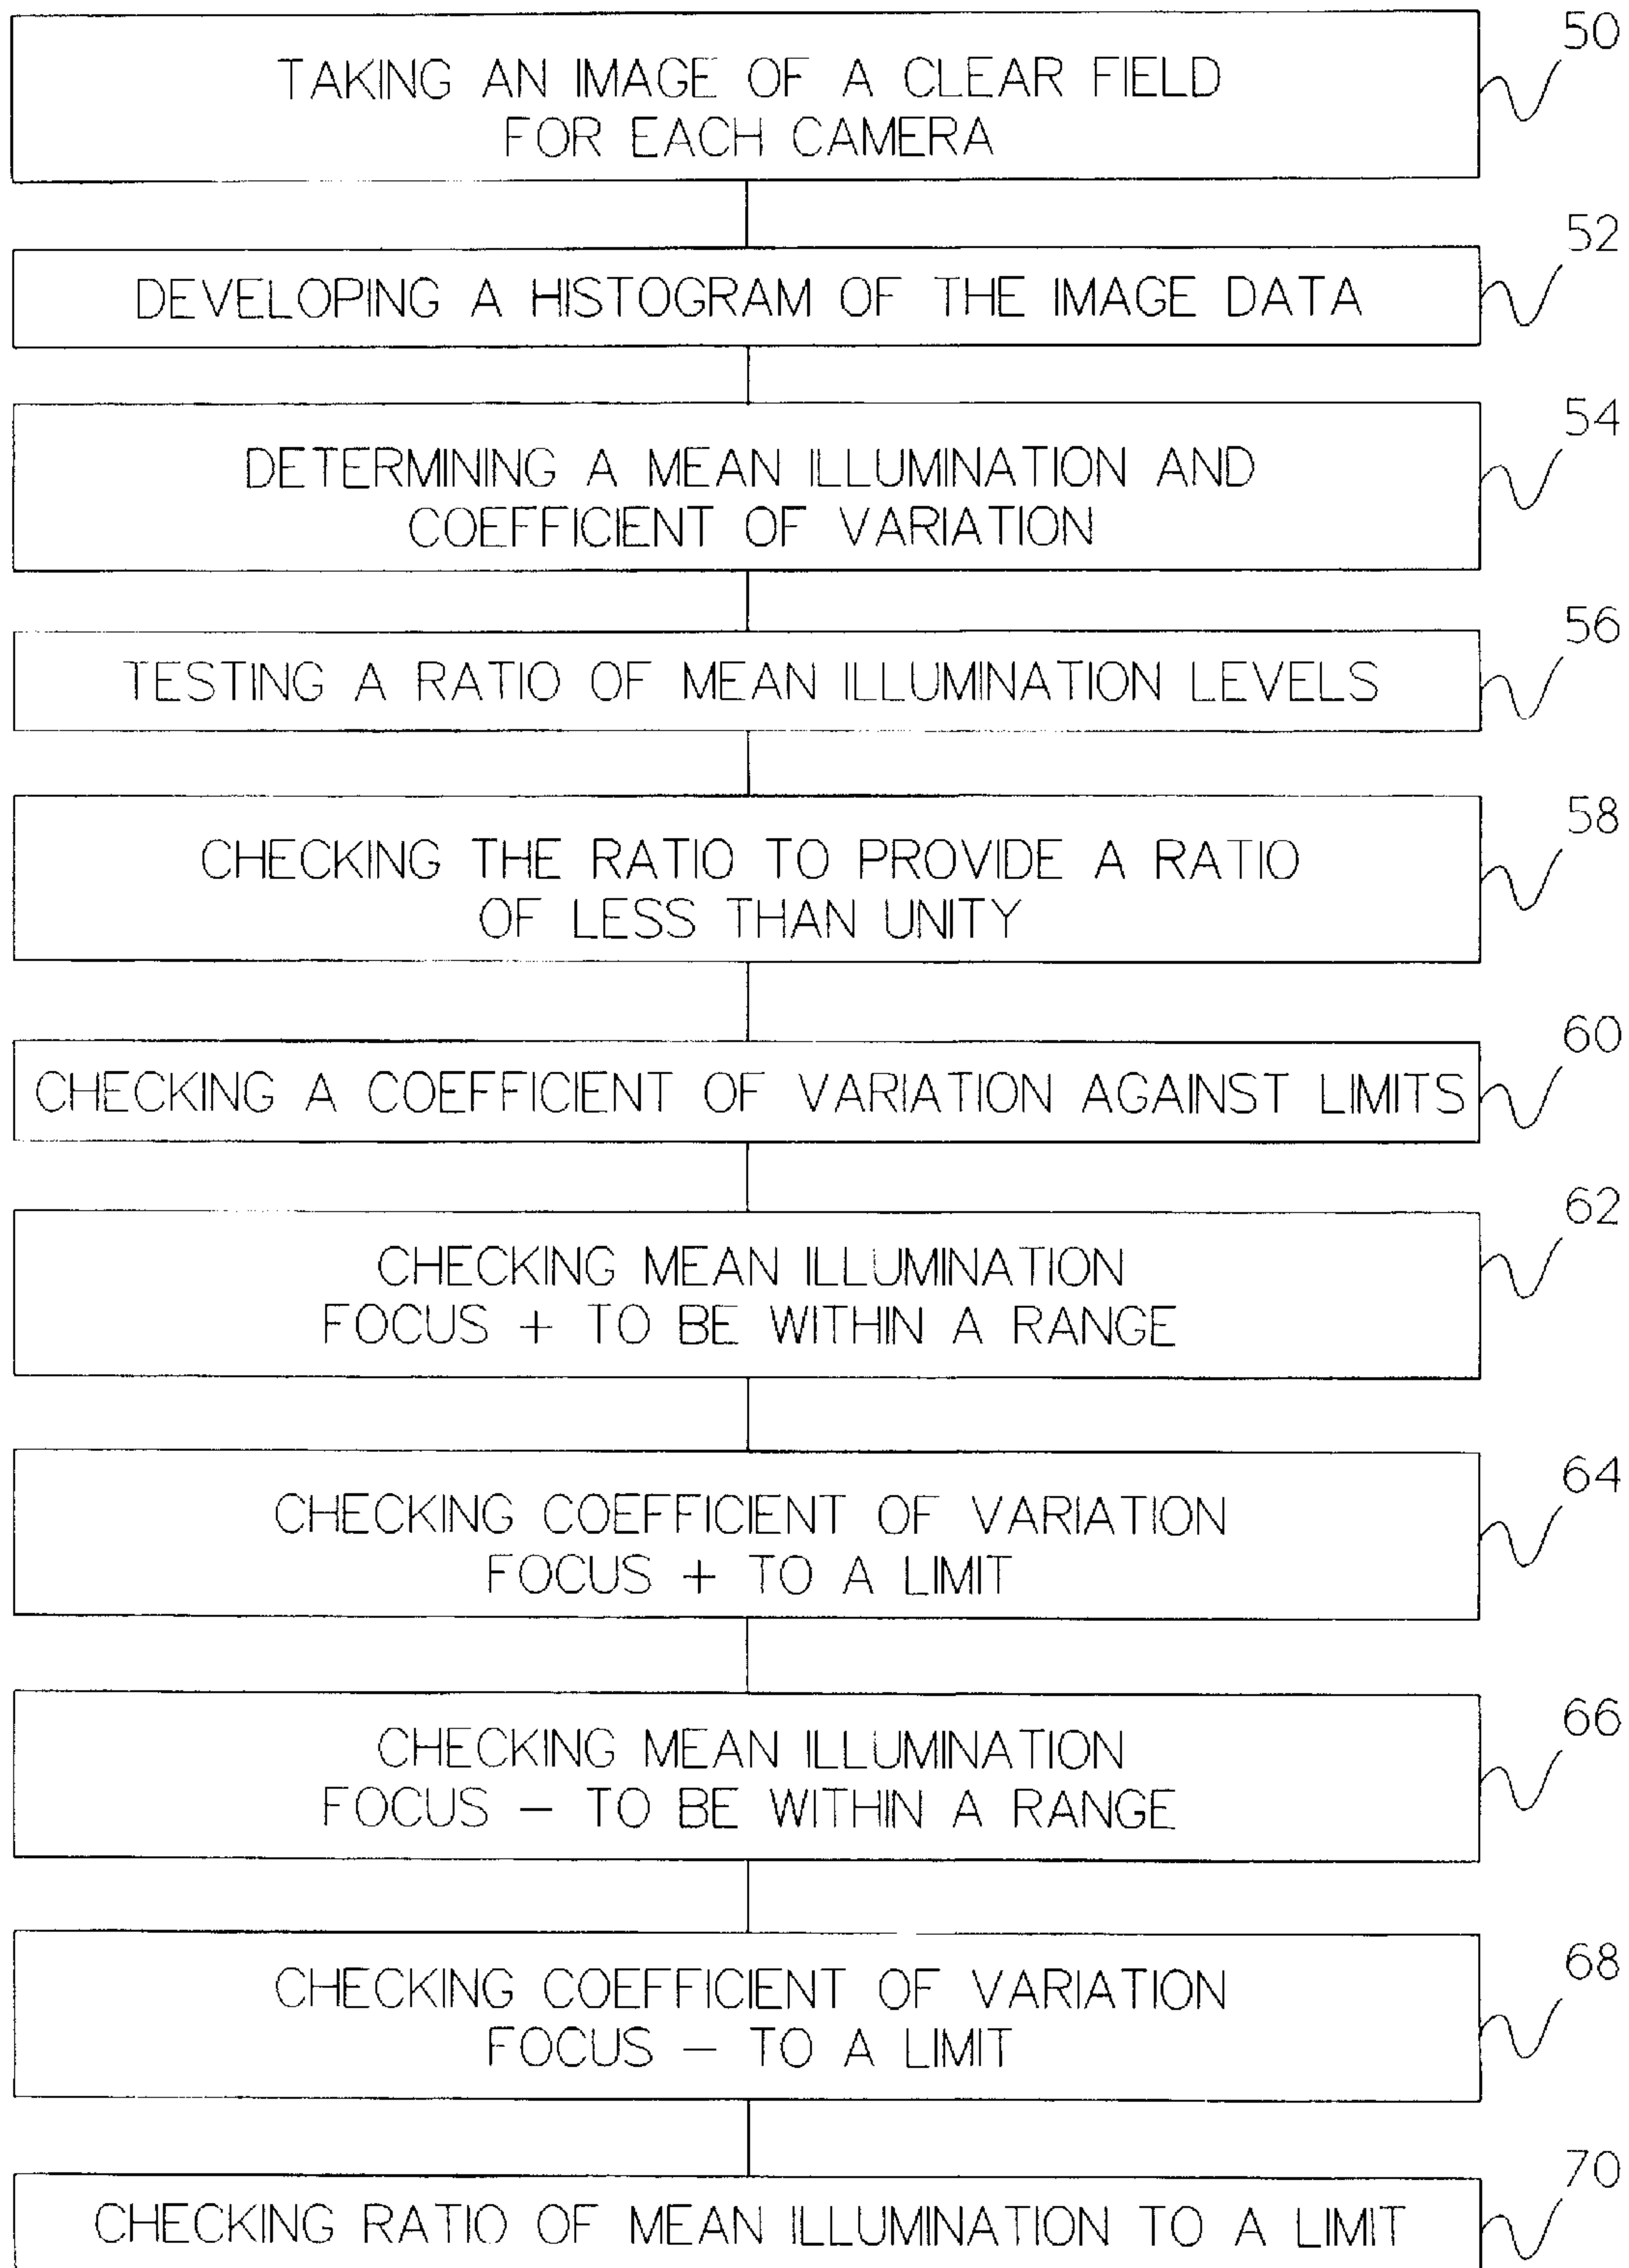 50
TAKING AN IMAGE OF A CLEAR FIELD
FOR EACH CAMERA
52
DEVELOPING A HISTOGRAM OF THE IMAGE DATA
54
DETERMINING A MEAN ILLUMINATION AND
COEFFICIENT OF VARIATION
56
TESTING A RATIO OF MEAN ILLUMINATION LEVELS
58
CHECKING THE RATIO TO PROVIDE A RATIO
OF LESS THAN UNITY
60
CHECKING A COEFFICIENT OF VARIATION AGAINST LIMITS
62
CHECKING MEAN ILLUMINATION
FOCUS + TO BE WITHIN A RANGE
64
CHECKING COEFFICIENT OF VARIATION
FOCUS + TO A LIMIT
66
CHECKING MEAN ILLUMINATION
FOCUS - TO BE WITHIN A RANGE
68
CHECKING COEFFICIENT OF VARIATION
FOCUS - TO A LIMIT
70
CHECKING RATIO OF MEAN ILLUMINATION TO A LIMIT